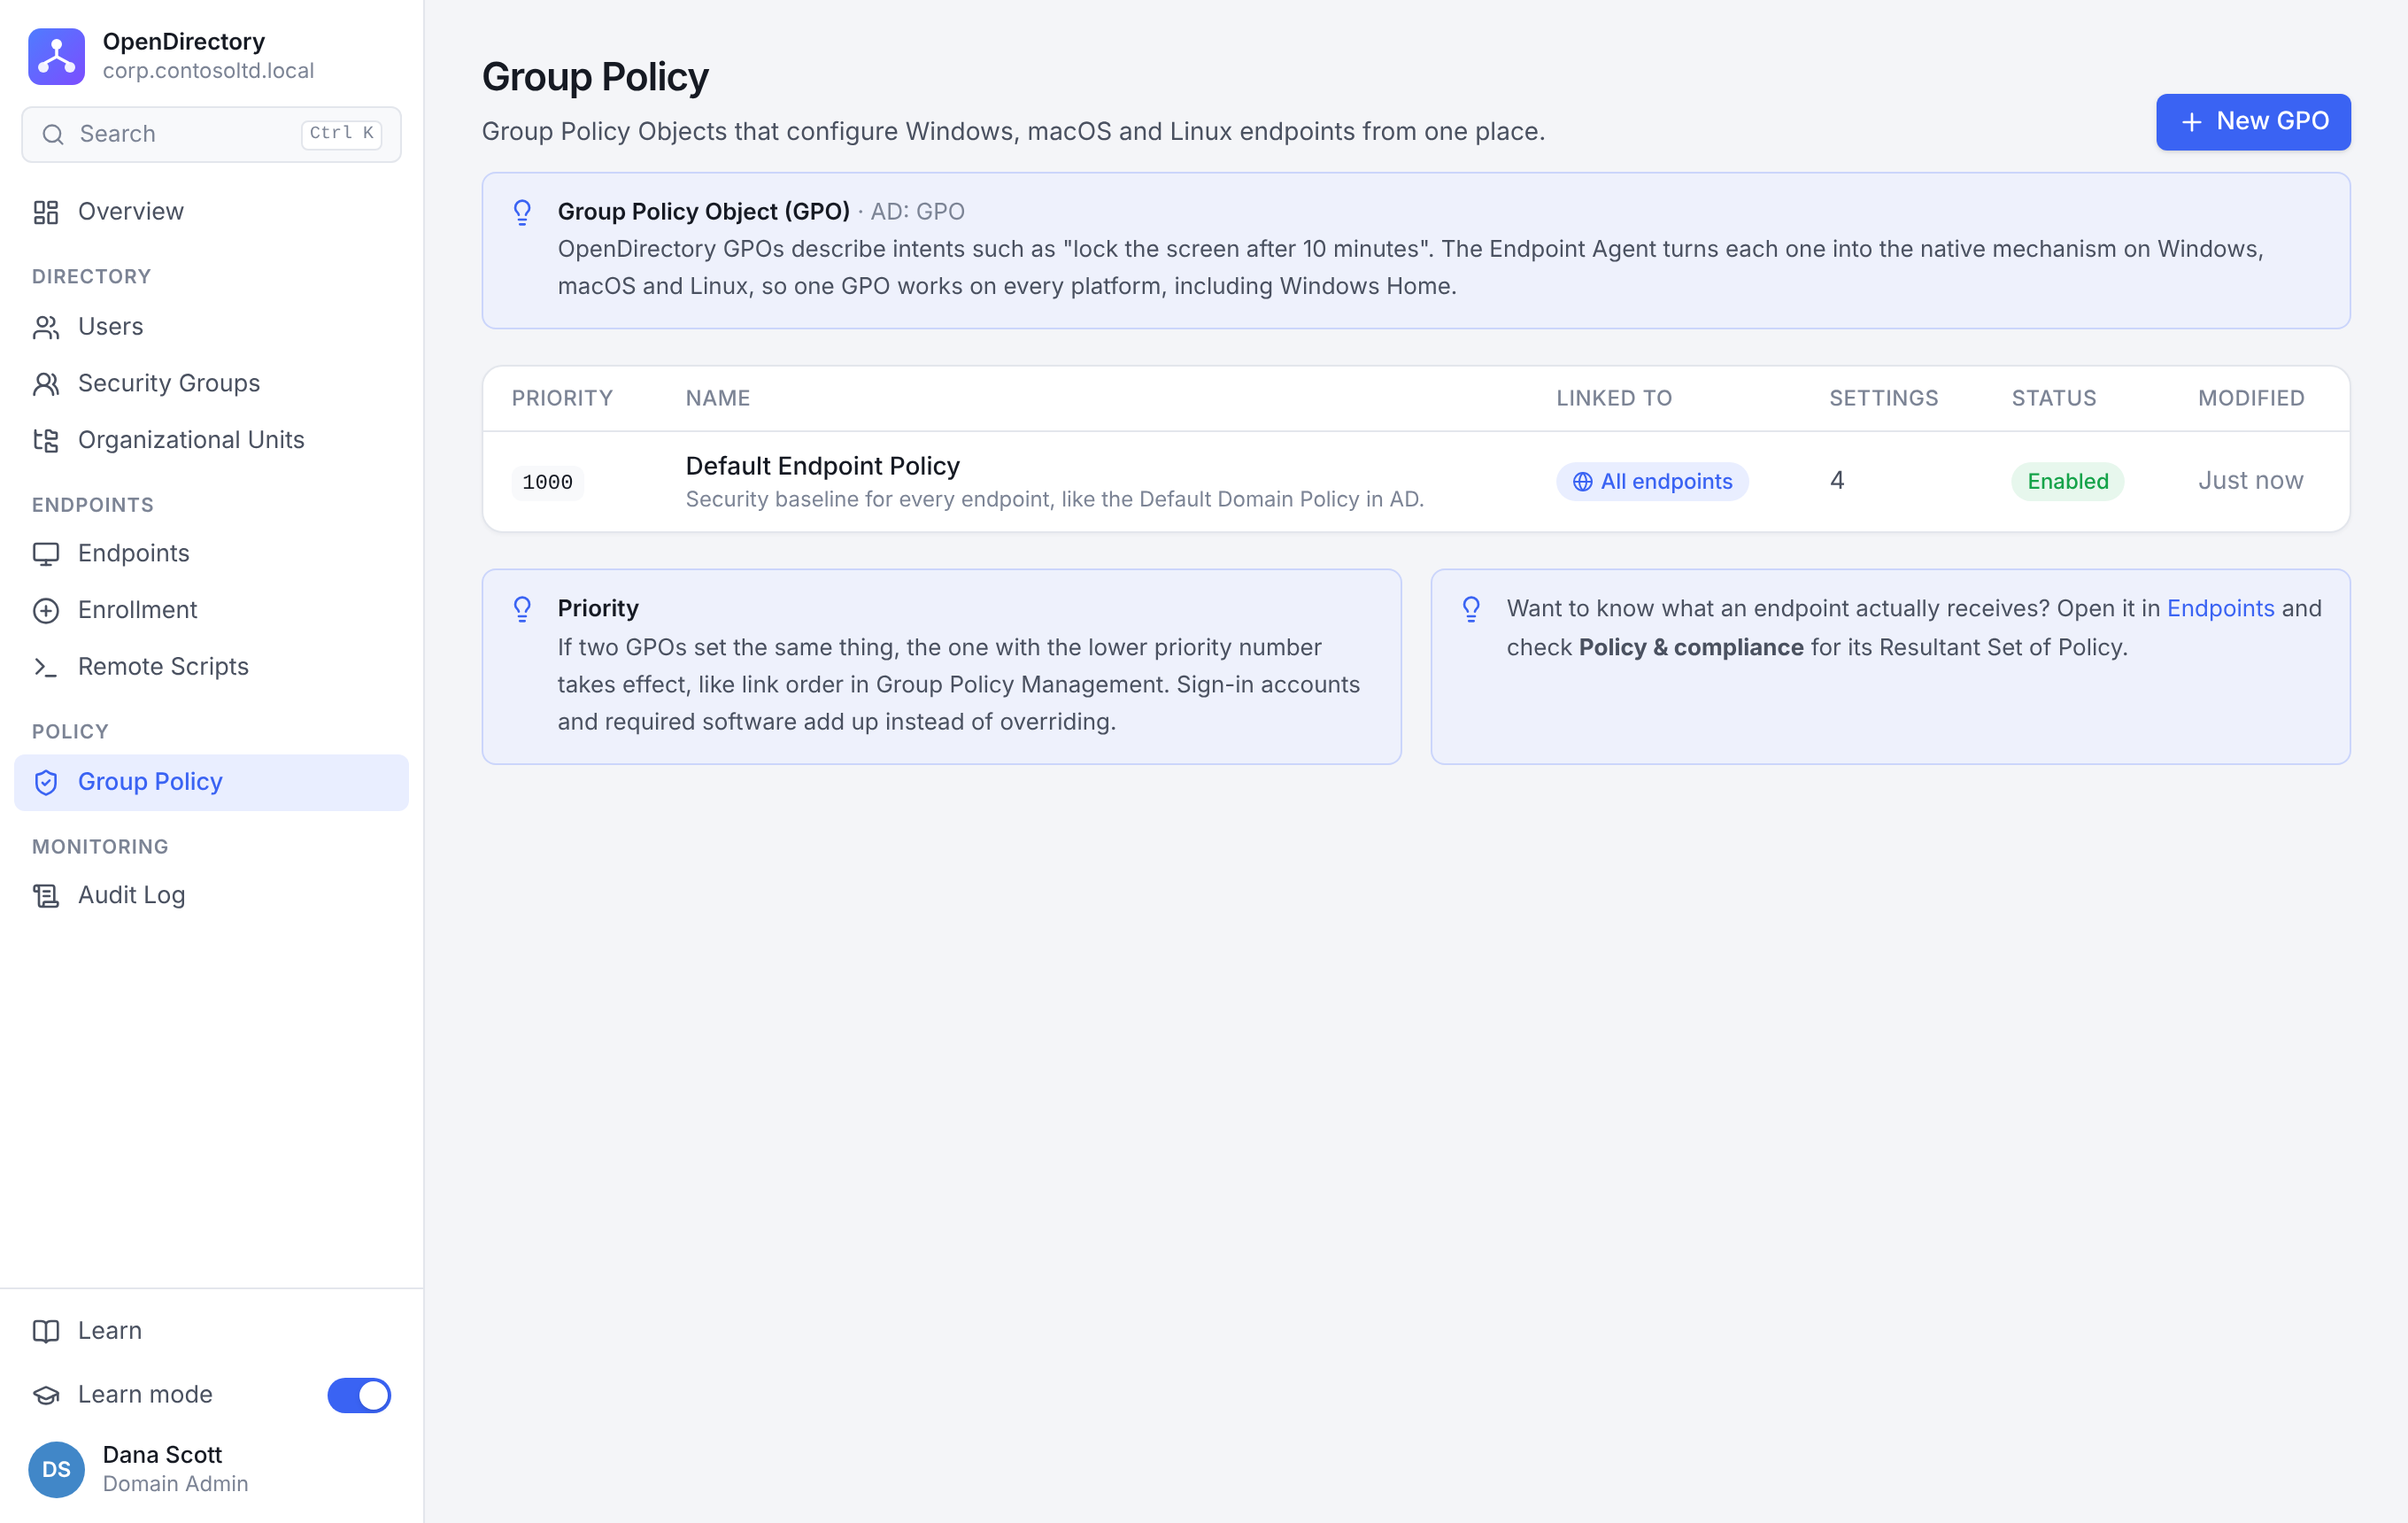 OpenDirectory
corp.contosoltd.local
Search
Ctrl K
Overview
DIRECTORY
Users
Security Groups
Organizational Units
ENDPOINTS
Endpoints
Enrollment
Remote Scripts
POLICY
Group Policy
MONITORING
Audit Log
Learn
Learn mode
DS
Dana Scott
Domain Admin
Group Policy
Group Policy Objects that configure Windows, macOS and Linux endpoints from one place.
New GPO
Group Policy Object (GPO) · AD: GPO
OpenDirectory GPOs describe intents such as "lock the screen after 10 minutes". The Endpoint Agent turns each one into the native mechanism on Windows,
macOS and Linux, so one GPO works on every platform, including Windows Home.
PRIORITY NAME LINKED TO SETTINGS STATUS MODIFIED
1000 Default Endpoint Policy All endpoints 4 Enabled Just now
Security baseline for every endpoint, like the Default Domain Policy in AD.
Priority
If two GPOs set the same thing, the one with the lower priority number
takes effect, like link order in Group Policy Management. Sign-in accounts
and required software add up instead of overriding.
Want to know what an endpoint actually receives? Open it in Endpoints and
check Policy & compliance for its Resultant Set of Policy.